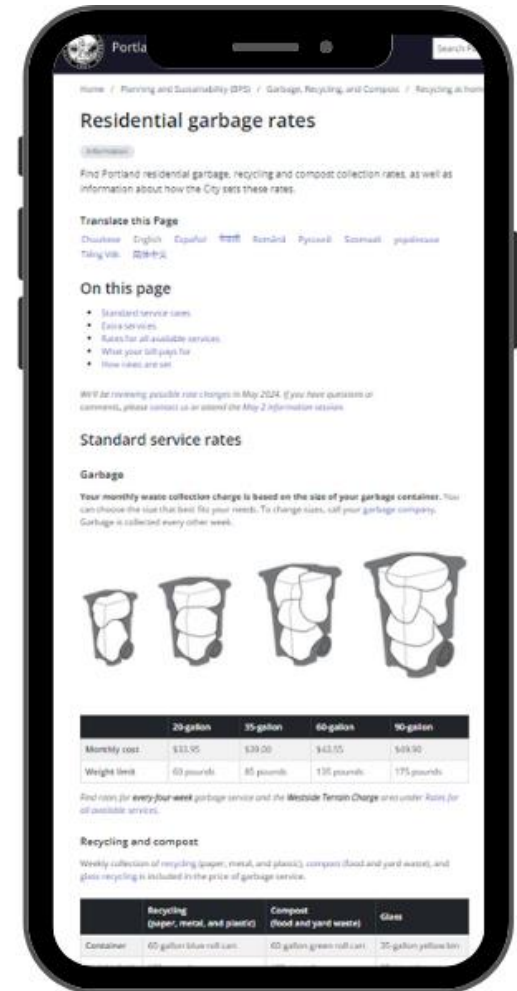 Portla
Search Po
Home / Planning and Sustainability (BPS) / Garbage, Recycling, and Compost / Recycling at home
Residential garbage rates
Information
Find Portland residential garbage, recycling and compost collection rates, as well as
information about how the City sets these rates.
Translate this Page
English Español Română Русский Soomaali українська
Tiếng Việt 简体中文
On this page
Standard service rates
Extra services
Rates for all available services
What your bill pays for
How rates are set
We'll be reviewing possible rate changes in May 2024. If you have questions or
comments, please contact us or attend the May 2 information session.
Standard service rates
Garbage
Your monthly waste collection charge is based on the size of your garbage container. You
can choose the size that best fits your needs. To change sizes, call your garbage company.
Garbage is collected every other week.
20-gallon 35-gallon 60-gallon 90-gallon
Monthly cost $33.95 $39.00 $43.55 $49.90
Weight limit 60 pounds 85 pounds 135 pounds 175 pounds
Find rates for every-four-week garbage service and the Westside Terrain Charge area under Rates for
all available services.
Recycling and compost
Weekly collection of recycling (paper, metal, and plastic), compost (food and yard waste), and
glass recycling is included in the price of garbage service.
Recycling (paper, metal, and plastic) Compost (food and yard waste) Glass
Container 60-gallon blue roll cart 60-gallon green roll cart 35-gallon yellow bin